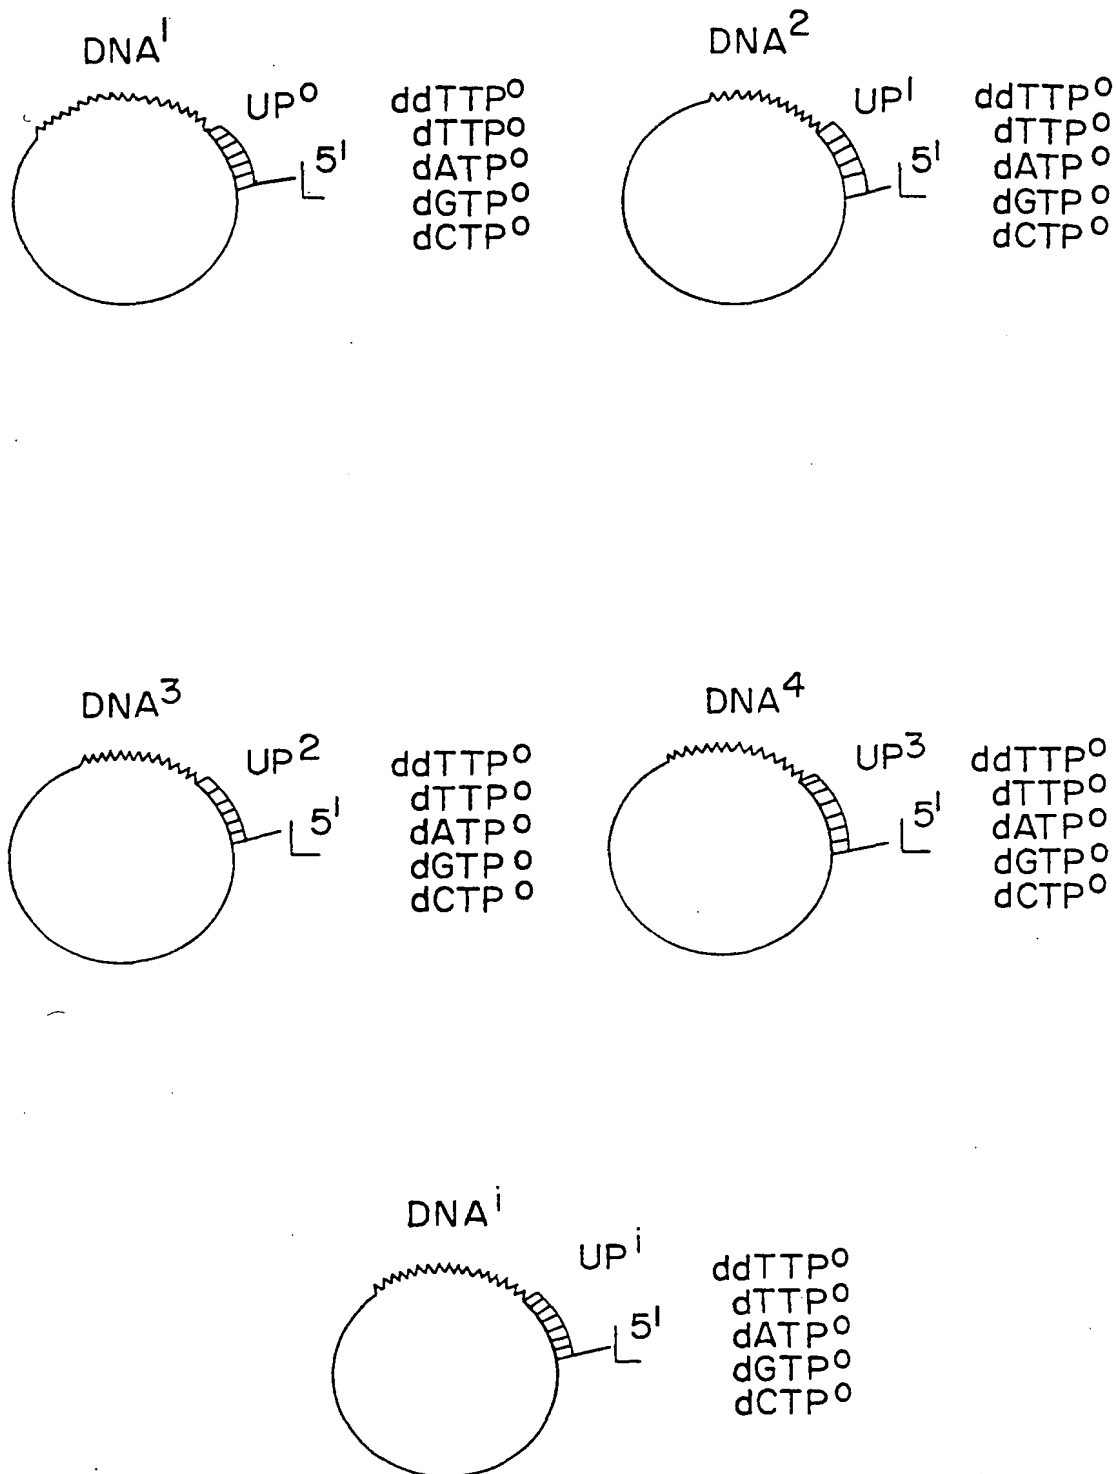 DNA¹
UP⁰
ddTTP⁰
dTTP⁰
dATP⁰
dGTP⁰
dCTP⁰
5'
DNA²
UP¹
ddTTP⁰
dTTP⁰
dATP⁰
dGTP⁰
dCTP⁰
5'
DNA³
UP²
ddTTP⁰
dTTP⁰
dATP⁰
dGTP⁰
dCTP⁰
5'
DNA⁴
UP³
ddTTP⁰
dTTP⁰
dATP⁰
dGTP⁰
dCTP⁰
5'
DNAⁱ
UPⁱ
ddTTP⁰
dTTP⁰
dATP⁰
dGTP⁰
dCTP⁰
5'